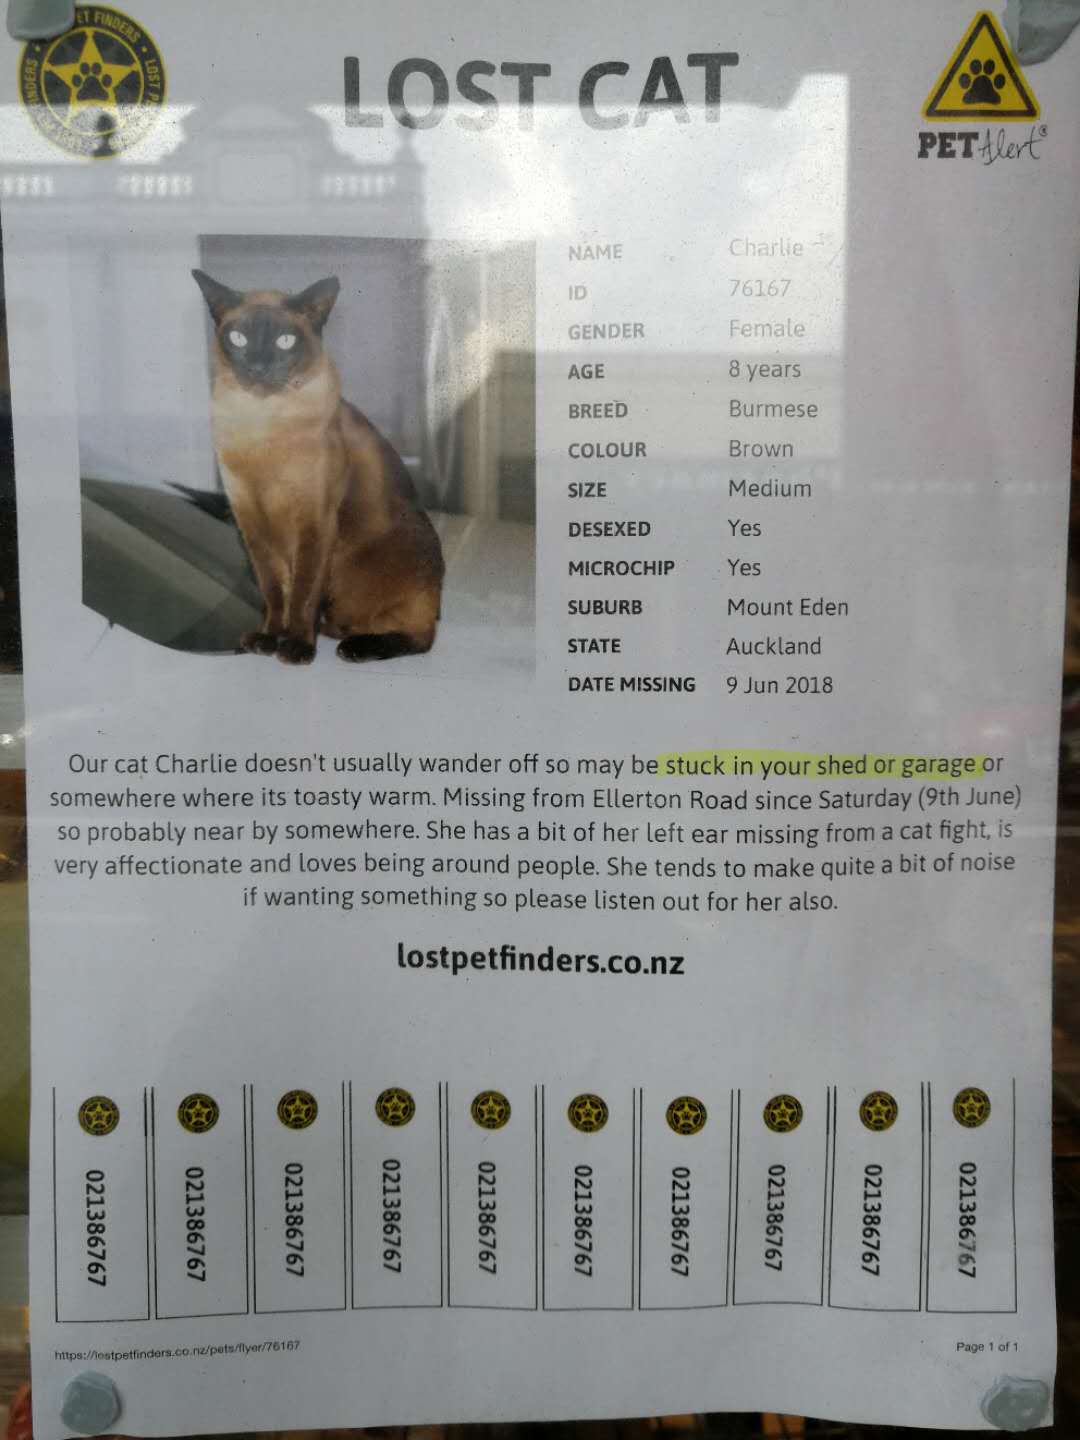 PET FINDERS • LOST P
LOST CAT
PET Alert®
NAME Charlie
ID 76167
GENDER Female
AGE 8 years
BREED Burmese
COLOUR Brown
SIZE Medium
DESEXED Yes
MICROCHIP Yes
SUBURB Mount Eden
STATE Auckland
DATE MISSING 9 Jun 2018
Our cat Charlie doesn't usually wander off so may be stuck in your shed or garage or
somewhere where its toasty warm. Missing from Ellerton Road since Saturday (9th June)
so probably near by somewhere. She has a bit of her left ear missing from a cat fight, is
very affectionate and loves being around people. She tends to make quite a bit of noise
if wanting something so please listen out for her also.
lostpetfinders.co.nz
021386767
021386767
021386767
021386767
021386767
021386767
021386767
021386767
021386767
021386767
https://lostpetfinders.co.nz/pets/flyer/76167
Page 1 of 1